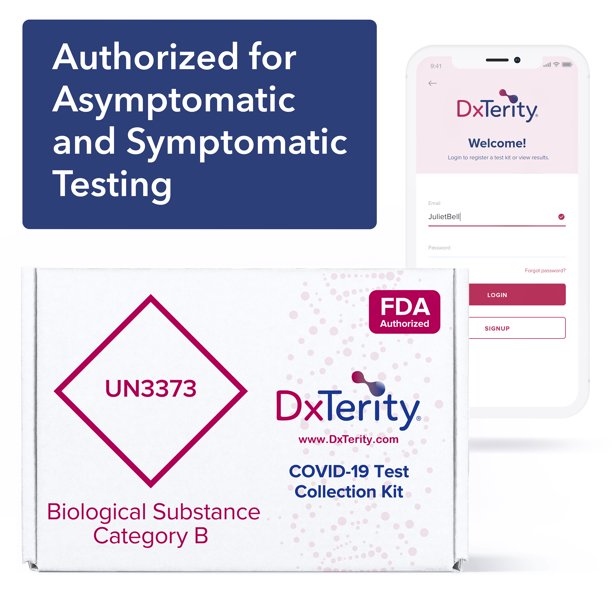 Authorized for
Asymptomatic
and Symptomatic
Testing
9:41
DxTerity®
Welcome!
Login to register a test kit or view results.
Email
JulietBell
Password
Forgot password?
LOGIN
SIGNUP
FDA
Authorized
UN3373
DxTerity®
www.DxTerity.com
COVID-19 Test
Collection Kit
Biological Substance
Category B